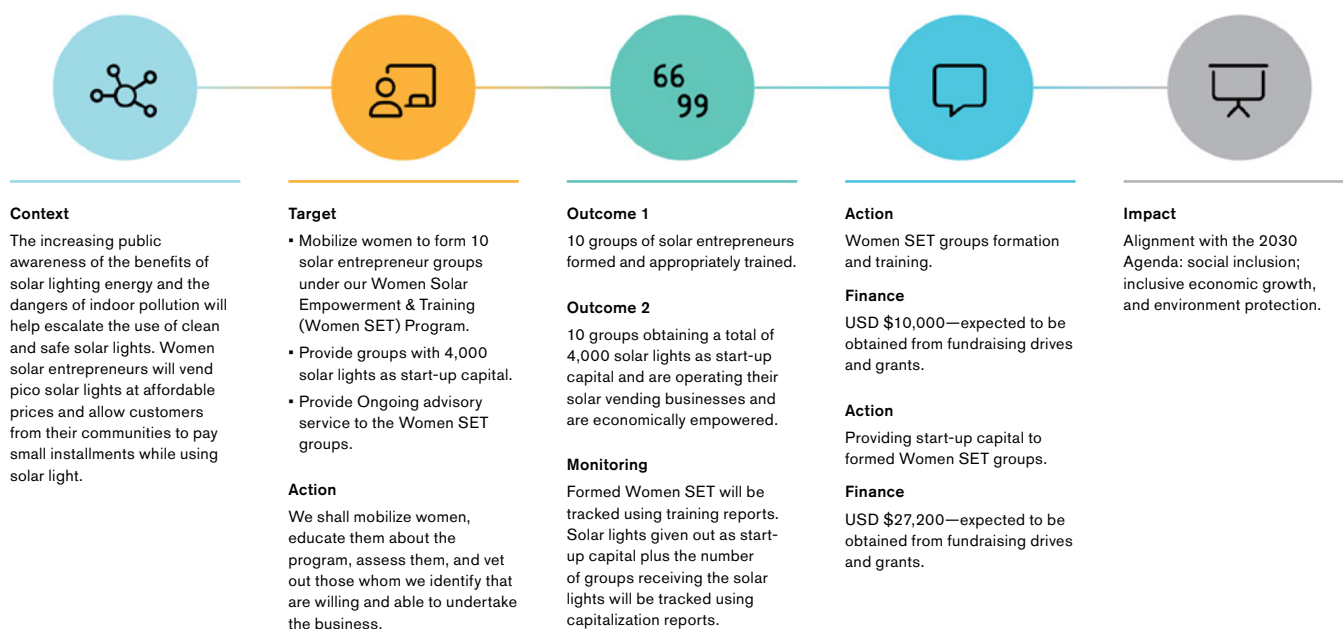 66
99
Context
The increasing public
awareness of the benefits of
solar lighting energy and the
dangers of indoor pollution will
help escalate the use of clean
and safe solar lights. Women
solar entrepreneurs will vend
pico solar lights at affordable
prices and allow customers
from their communities to pay
small installments while using
solar light.
Target
▪ Mobilize women to form 10
solar entrepreneur groups
under our Women Solar
Empowerment & Training
(Women SET) Program.
▪ Provide groups with 4,000
solar lights as start-up capital.
▪ Provide Ongoing advisory
service to the Women SET
groups.
Action
We shall mobilize women,
educate them about the
program, assess them, and vet
out those whom we identify that
are willing and able to undertake
the business.
Outcome 1
10 groups of solar entrepreneurs
formed and appropriately trained.
Outcome 2
10 groups obtaining a total of
4,000 solar lights as start-up
capital and are operating their
solar vending businesses and
are economically empowered.
Monitoring
Formed Women SET will be
tracked using training reports.
Solar lights given out as start-
up capital plus the number
of groups receiving the solar
lights will be tracked using
capitalization reports.
Action
Women SET groups formation
and training.
Finance
USD $10,000—expected to be
obtained from fundraising drives
and grants.
Action
Providing start-up capital to
formed Women SET groups.
Finance
USD $27,200—expected to be
obtained from fundraising drives
and grants.
Impact
Alignment with the 2030
Agenda: social inclusion;
inclusive economic growth,
and environment protection.